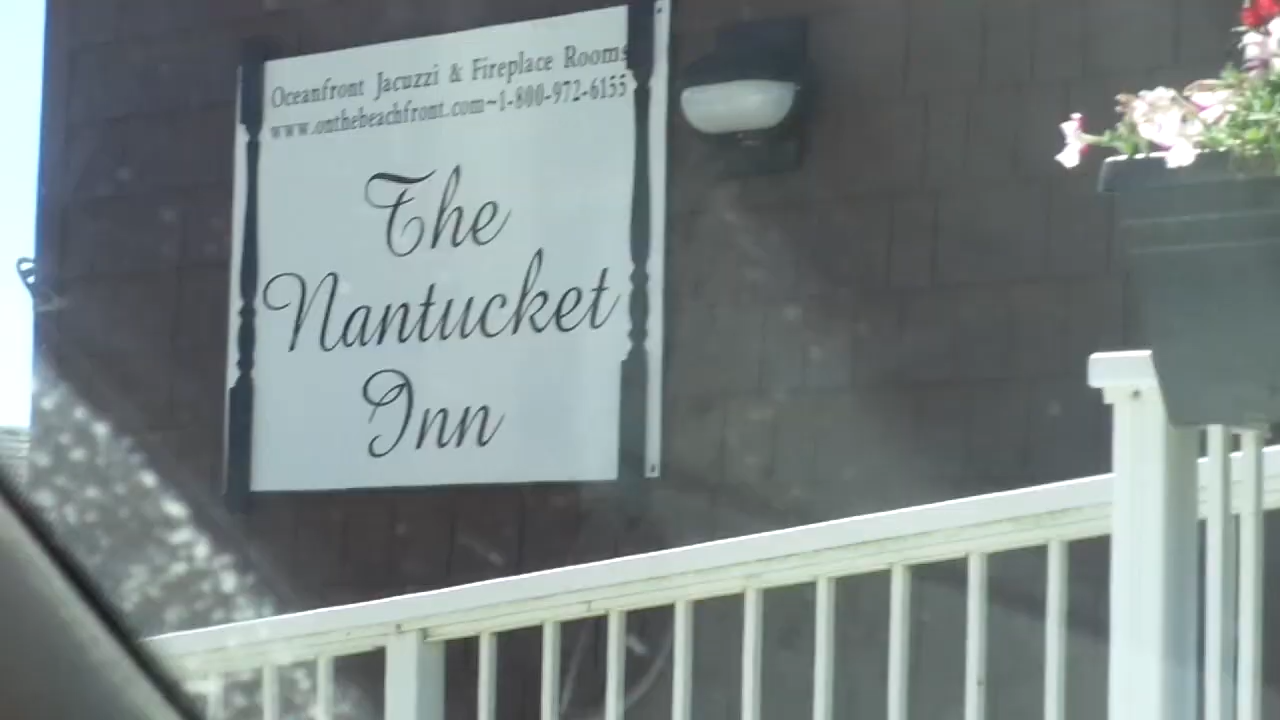 Oceanfront Jacuzzi & Fireplace Rooms
www.onthebeachfront.com~1-800-972-6155
The
Nantucket
Inn